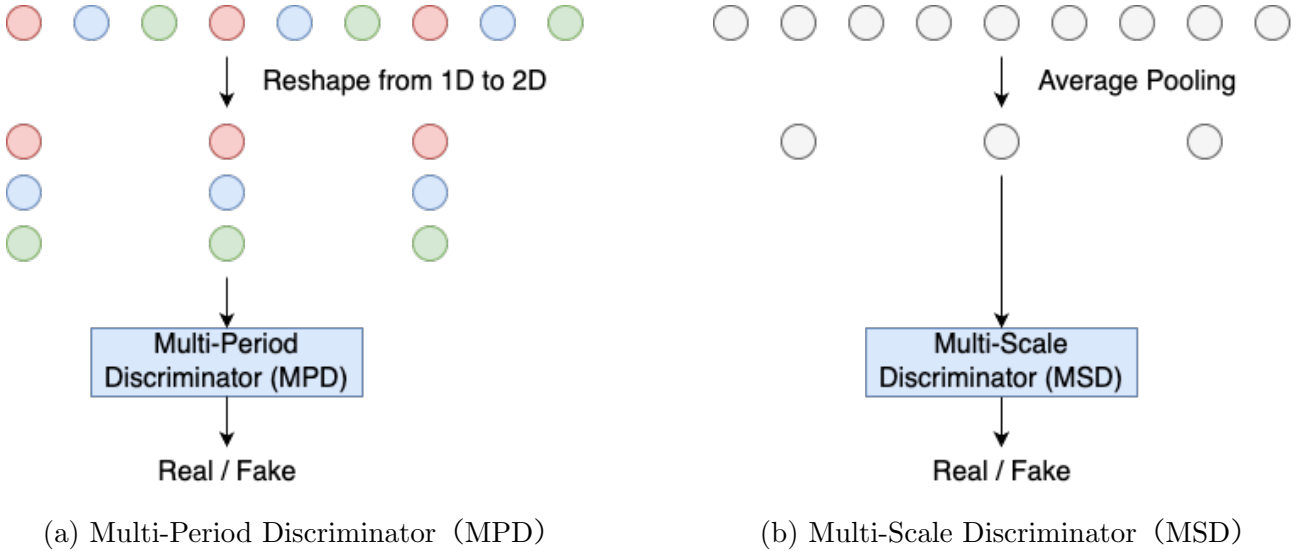 Reshape from 1D to 2D
Multi-Period
Discriminator (MPD)
Real / Fake
(a) Multi-Period Discriminator（MPD）
Average Pooling
Multi-Scale
Discriminator (MSD)
Real / Fake
(b) Multi-Scale Discriminator（MSD）